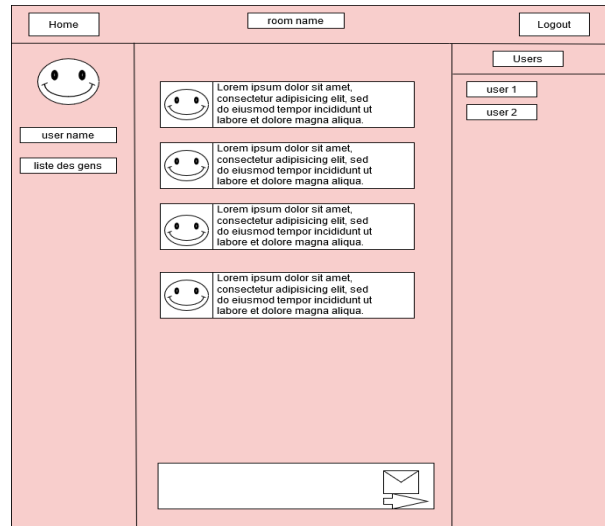 Home
room name
Logout
Users
user name
liste des gens
Lorem ipsum dolor sit amet,
consectetur adipisicing elit, sed
do eiusmod tempor incididunt ut
labore et dolore magna aliqua.
Lorem ipsum dolor sit amet,
consectetur adipisicing elit, sed
do eiusmod tempor incididunt ut
labore et dolore magna aliqua.
Lorem ipsum dolor sit amet,
consectetur adipisicing elit, sed
do eiusmod tempor incididunt ut
labore et dolore magna aliqua.
Lorem ipsum dolor sit amet,
consectetur adipisicing elit, sed
do eiusmod tempor incididunt ut
labore et dolore magna aliqua.
user 1
user 2